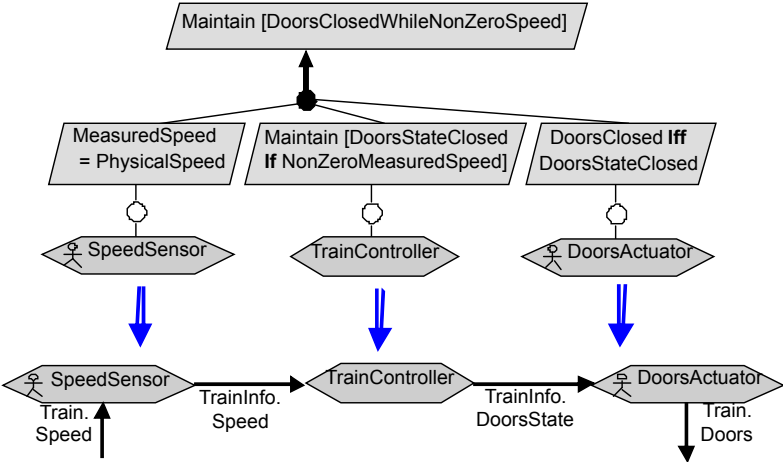 Maintain [DoorsClosedWhileNonZeroSpeed]
MeasuredSpeed
= PhysicalSpeed
Maintain [DoorsStateClosed
If NonZeroMeasuredSpeed]
DoorsClosed Iff
DoorsStateClosed
SpeedSensor
TrainController
DoorsActuator
SpeedSensor
TrainController
DoorsActuator
Train.
Speed
TrainInfo.
Speed
TrainInfo.
DoorsState
Train.
Doors